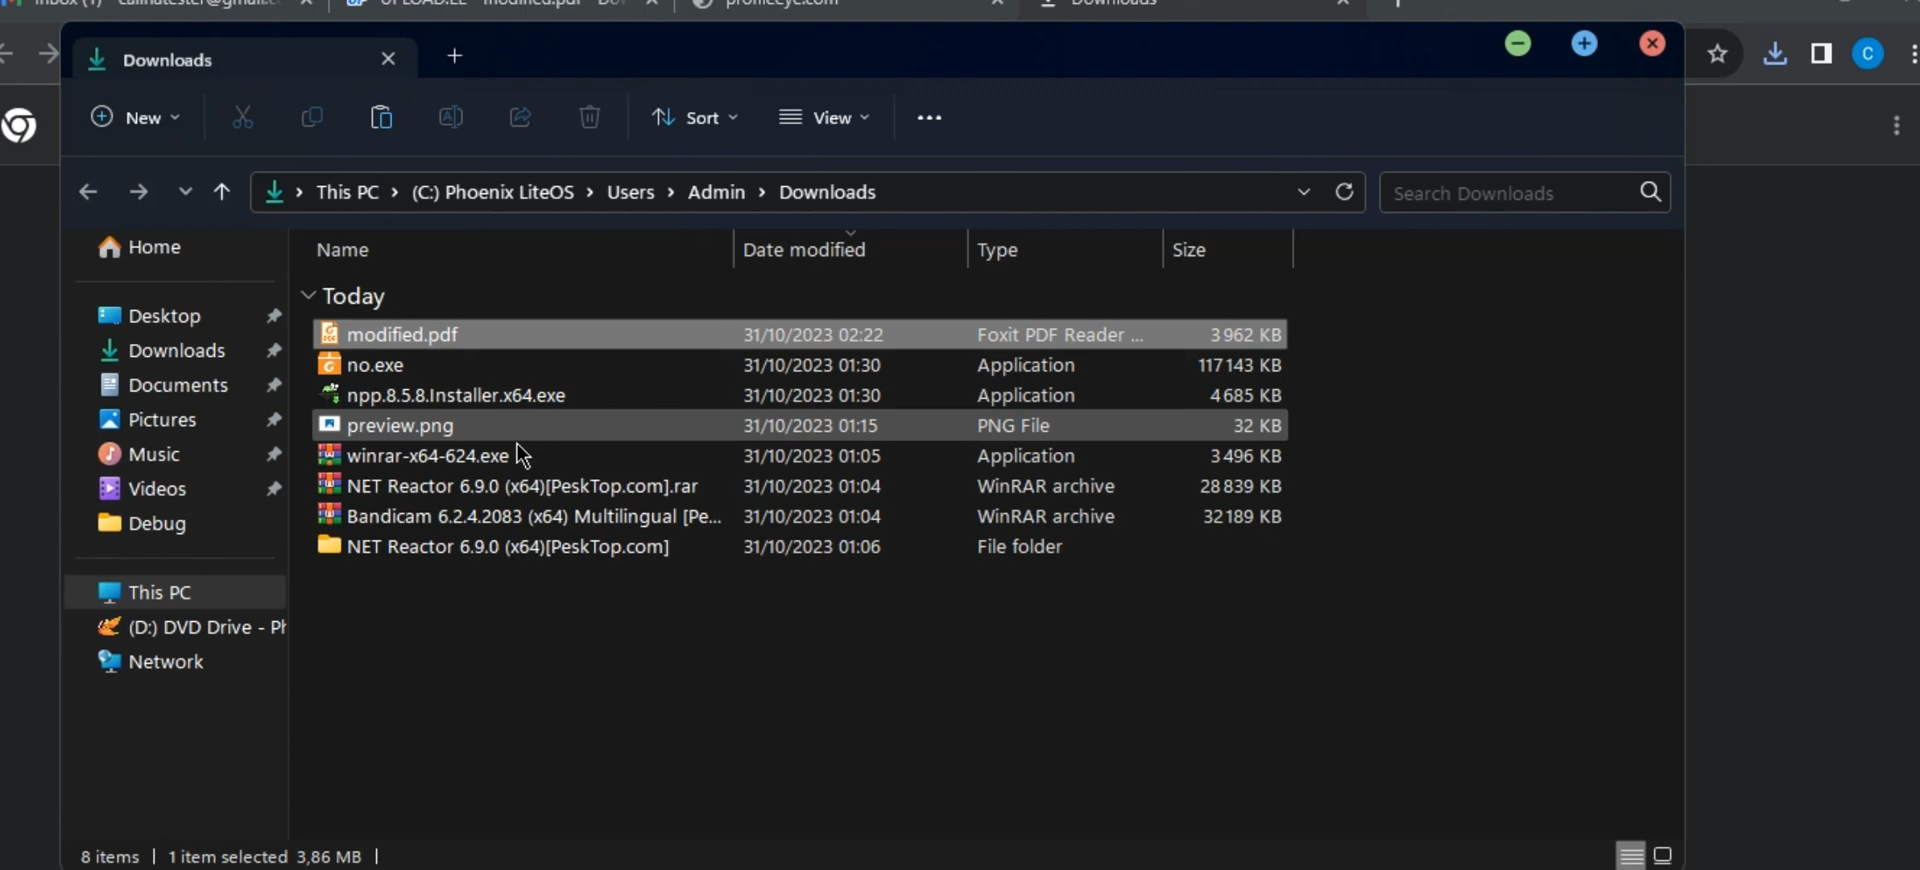 Downloads
New
Sort
View
This PC > (C:) Phoenix LiteOS > Users > Admin > Downloads
Search Downloads
Home
Desktop
Downloads
Documents
Pictures
Music
Videos
Debug
This PC
(D:) DVD Drive - Ph
Network
Name Date modified Type Size
Today
modified.pdf 31/10/2023 02:22 Foxit PDF Reader ... 3 962 KB
no.exe 31/10/2023 01:30 Application 117 143 KB
npp.8.5.8.Installer.x64.exe 31/10/2023 01:30 Application 4 685 KB
preview.png 31/10/2023 01:15 PNG File 32 KB
winrar-x64-624.exe 31/10/2023 01:05 Application 3 496 KB
NET Reactor 6.9.0 (x64)[PeskTop.com].rar 31/10/2023 01:04 WinRAR archive 28 839 KB
Bandicam 6.2.4.2083 (x64) Multilingual [Pe... 31/10/2023 01:04 WinRAR archive 32 189 KB
NET Reactor 6.9.0 (x64)[PeskTop.com] 31/10/2023 01:06 File folder
8 items | 1 item selected 3,86 MB |
C